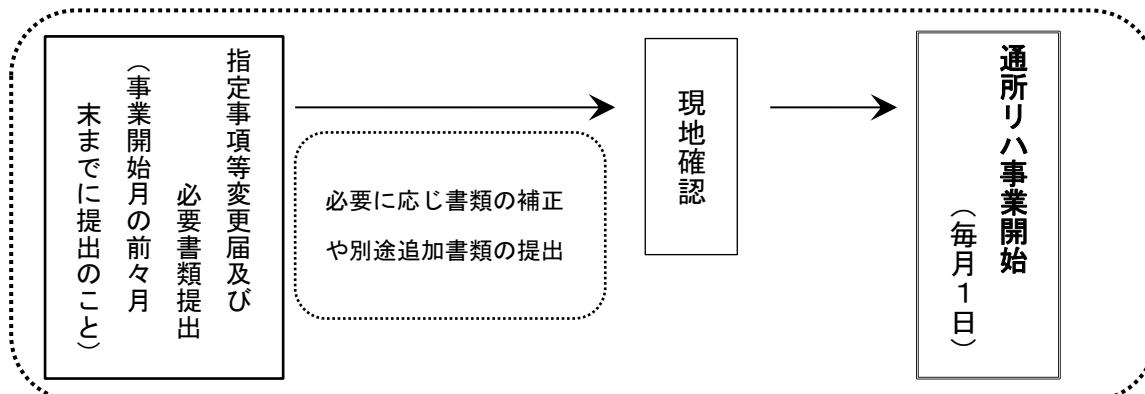 指定事項等変更届及び
必要書類提出
（事業開始月の前々月
末までに提出のこと）
必要に応じ書類の補正
や別途追加書類の提出
現地確認
通所リハ事業開始
（毎月１日）